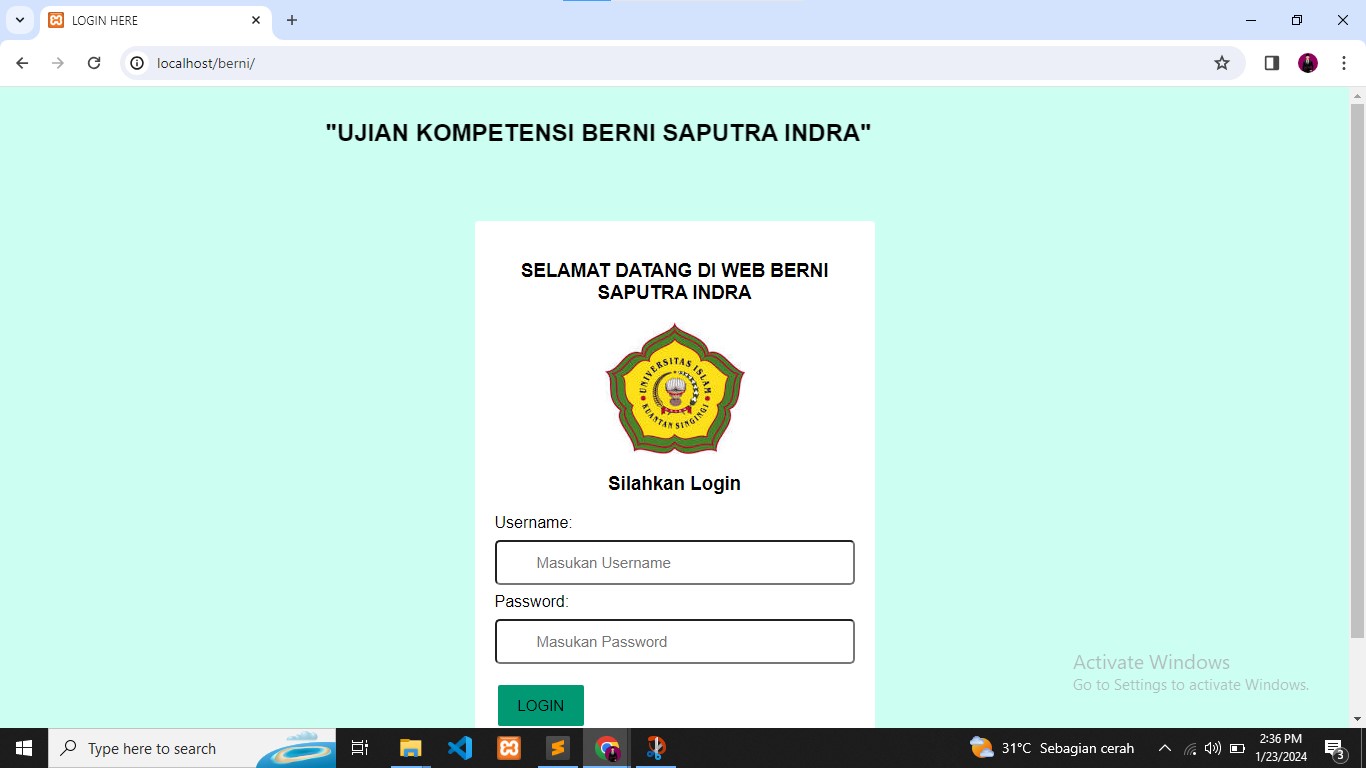 LOGIN HERE
localhost/berni/
"UJIAN KOMPETENSI BERNI SAPUTRA INDRA"
SELAMAT DATANG DI WEB BERNI
SAPUTRA INDRA
UNIVERSITAS ISLAM
KUANTAN SINGINGI
Silahkan Login
Username:
Masukan Username
Password:
Masukan Password
LOGIN
Activate Windows
Go to Settings to activate Windows.
Type here to search
31°C Sebagian cerah
2:36 PM
1/23/2024
3